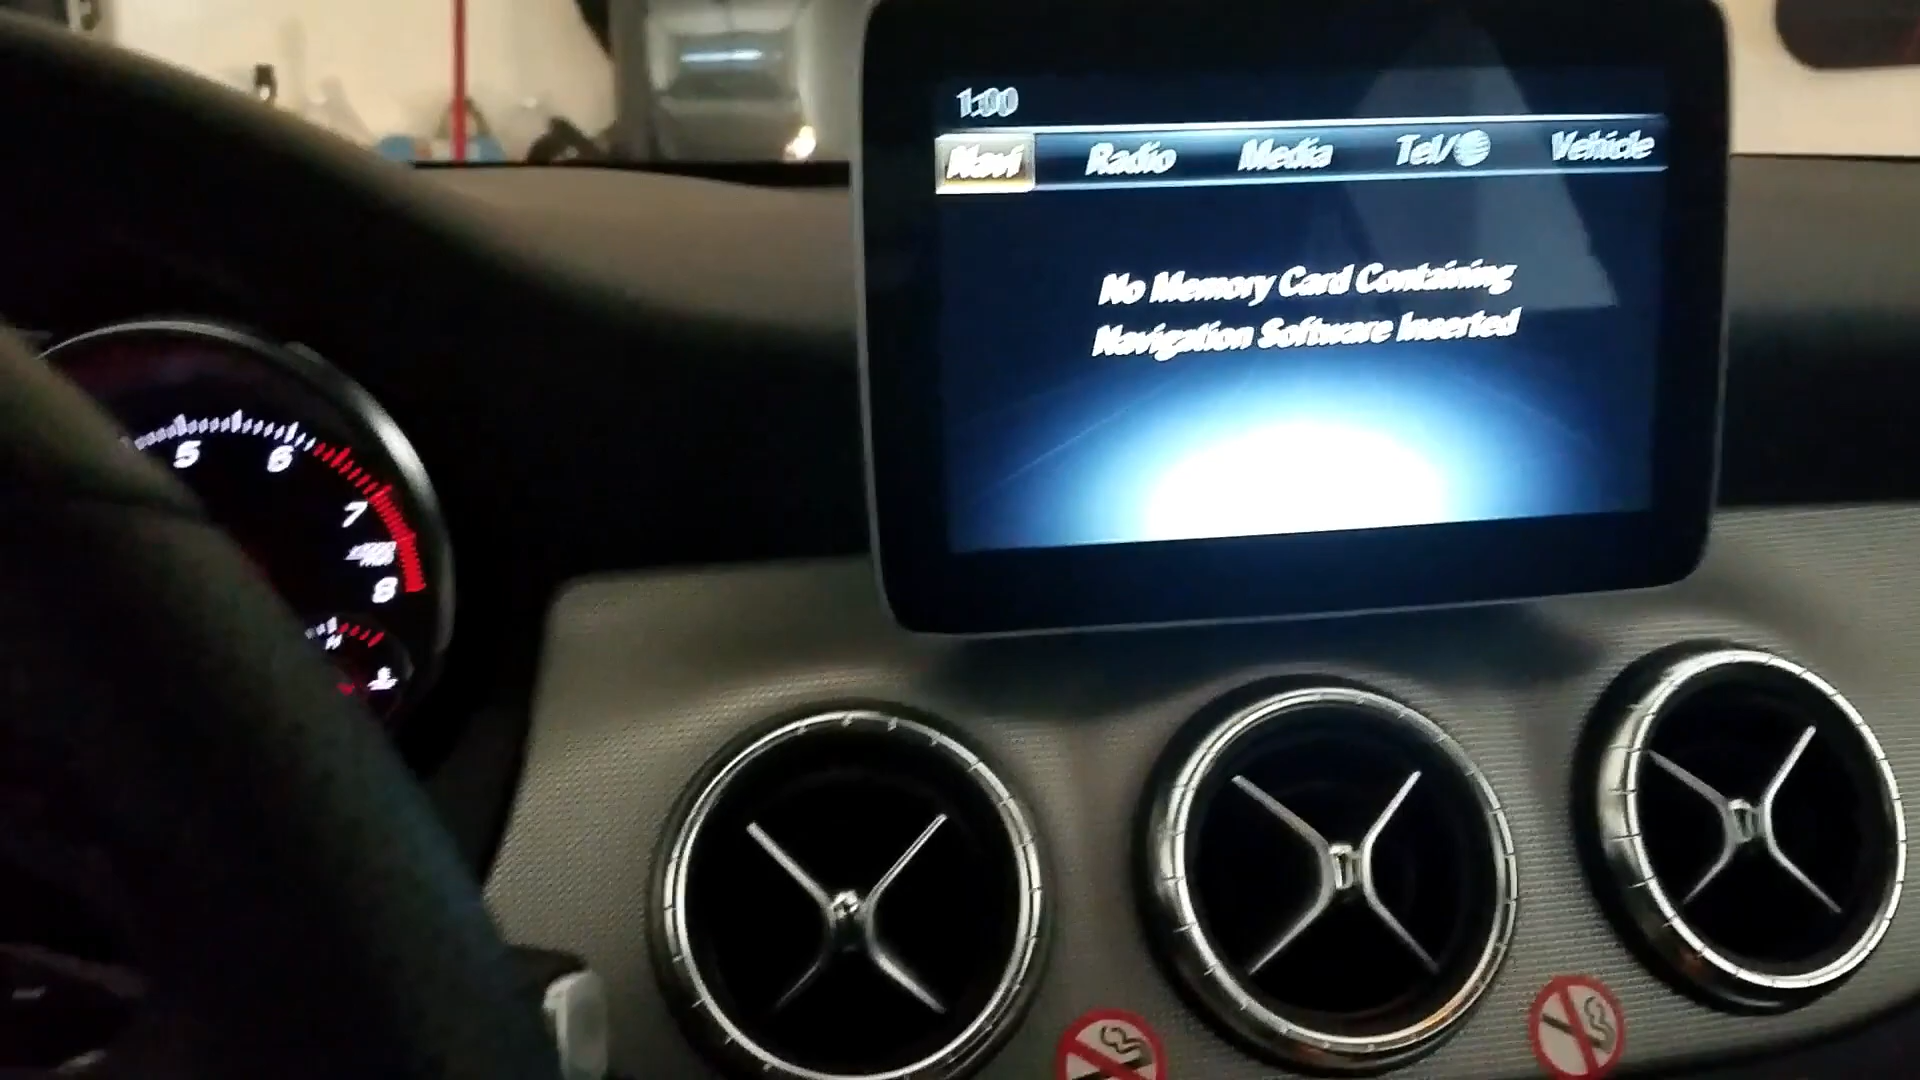 1:00
Navi Radio Media Tel/ Vehicle
No Memory Card Containing
Navigation Software Inserted
5
6
7
8
H